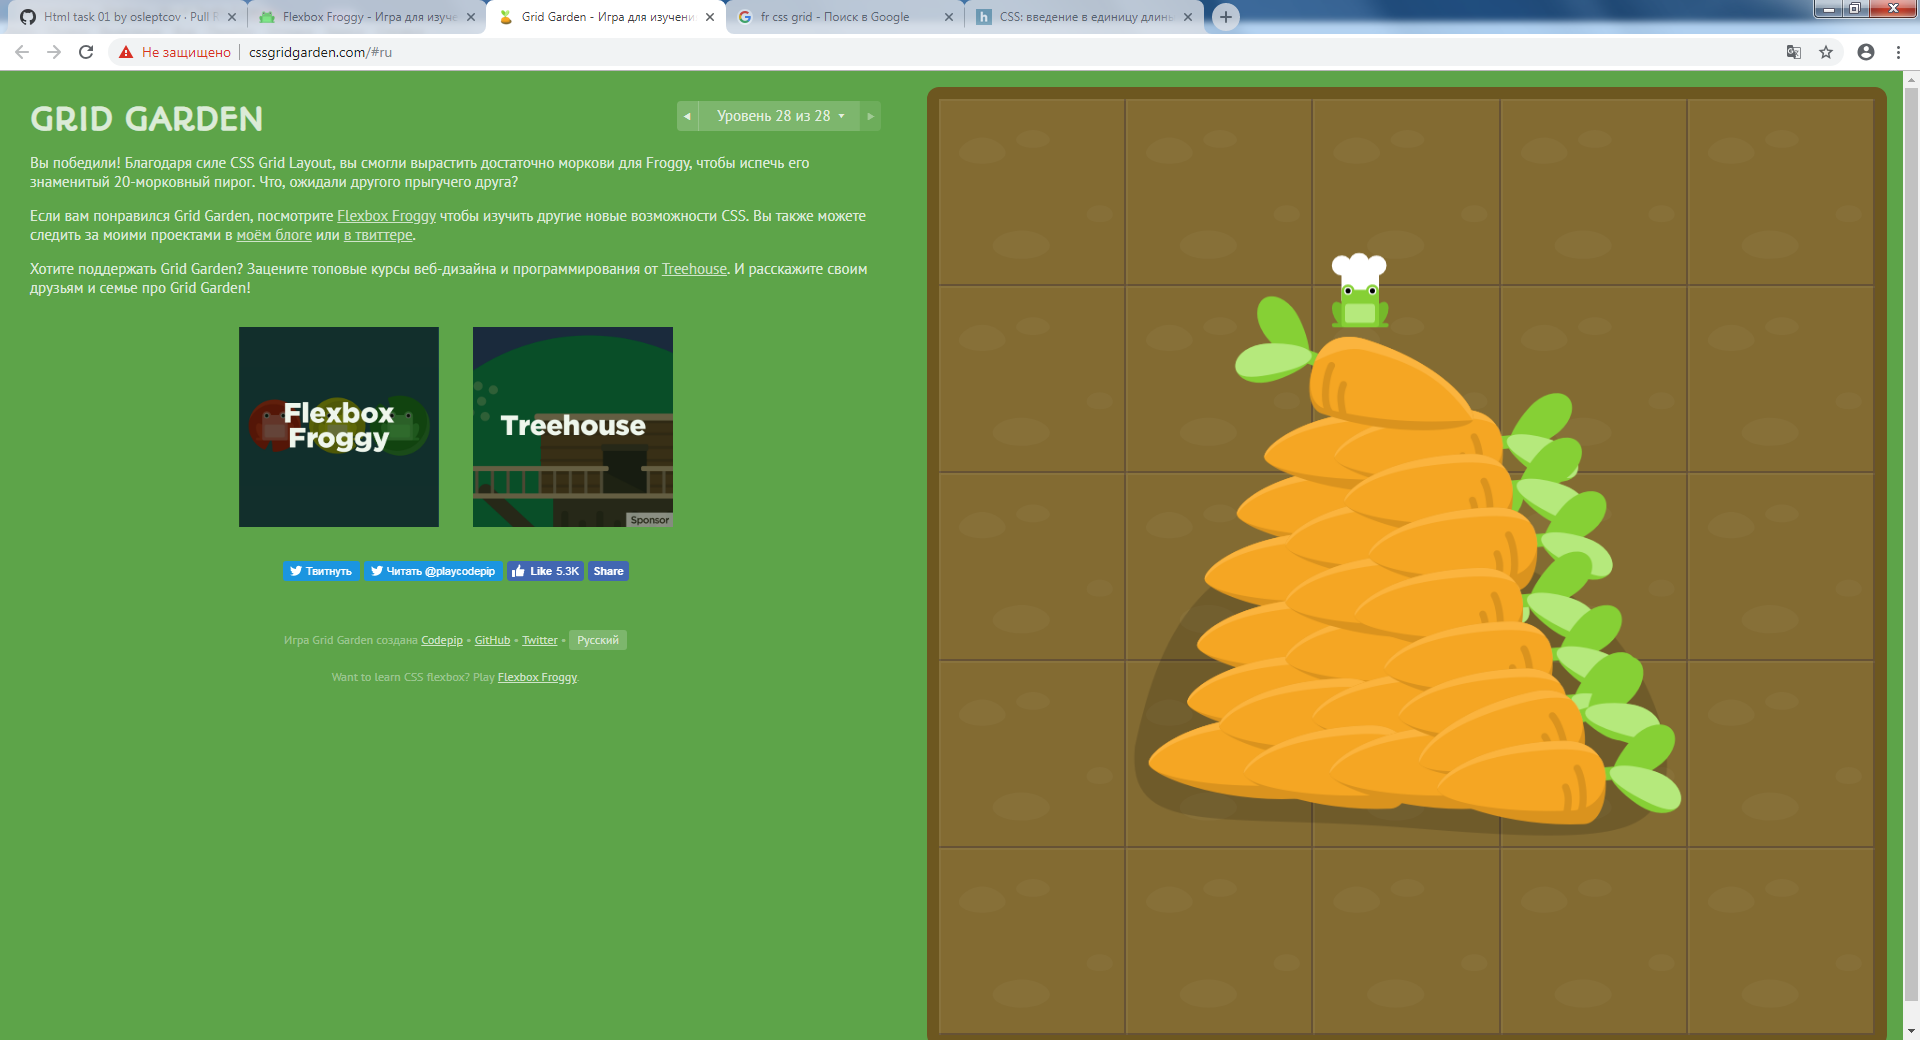 Html task 01 by osleptcov · Pull R
Flexbox Froggy - Игра для изуче
Grid Garden - Игра для изучени
fr css grid - Поиск в Google
CSS: введение в единицу длины
Не защищено
cssgridgarden.com/#ru
GRID GARDEN
Уровень 28 из 28
Вы победили! Благодаря силе CSS Grid Layout, вы смогли вырастить достаточно моркови для Froggy, чтобы испечь его
знаменитый 20-морковный пирог. Что, ожидали другого прыгучего друга?
Если вам понравился Grid Garden, посмотрите Flexbox Froggy чтобы изучить другие новые возможности CSS. Вы также можете
следить за моими проектами в моём блоге или в твиттере.
Хотите поддержать Grid Garden? Зацените топовые курсы веб-дизайна и программирования от Treehouse. И расскажите своим
друзьям и семье про Grid Garden!
Flexbox
Froggy
Treehouse
Sponsor
Твитнуть
Читать @playcodepip
Like 5.3K
Share
Игра Grid Garden создана Codepip • GitHub • Twitter • Русский
Want to learn CSS flexbox? Play Flexbox Froggy.